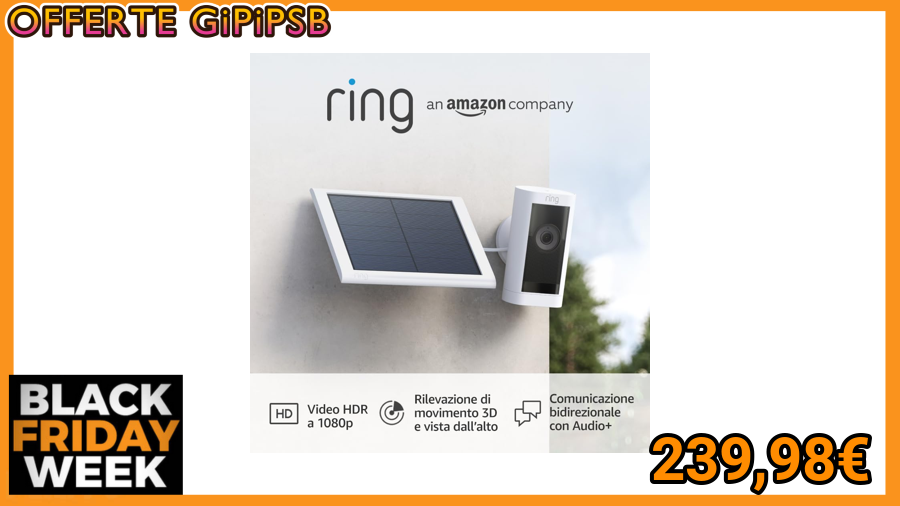 OFFERTE GiPiPSB
ring an amazon company
ring
HD
Video HDR
a 1080p
Rilevazione di
movimento 3D
e vista dall'alto
Comunicazione
bidirezionale
con Audio+
BLACK
FRIDAY
WEEK
239,98€